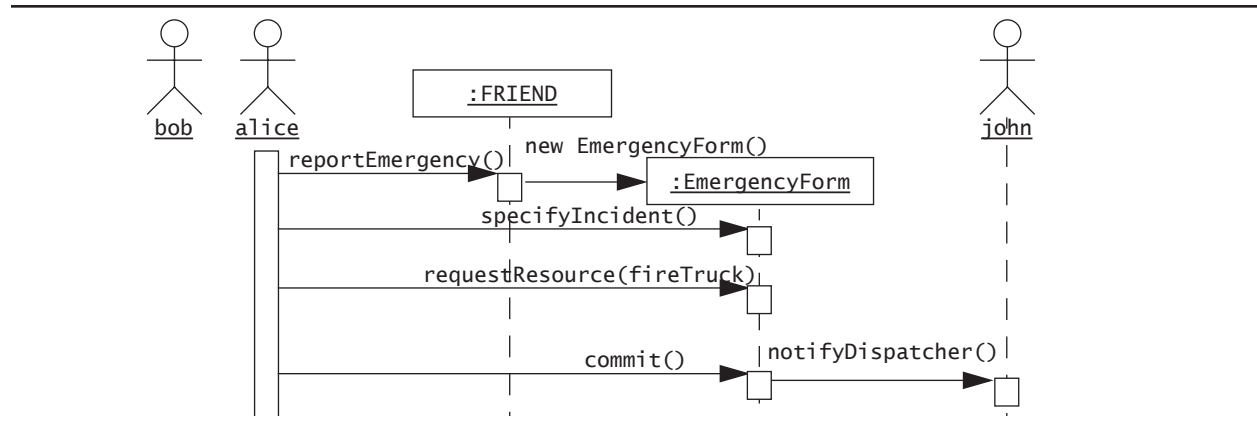 :FRIEND
bob
alice
john
new EmergencyForm()
reportEmergency()
:EmergencyForm
specifyIncident()
requestResource(fireTruck)
notifyDispatcher()
commit()